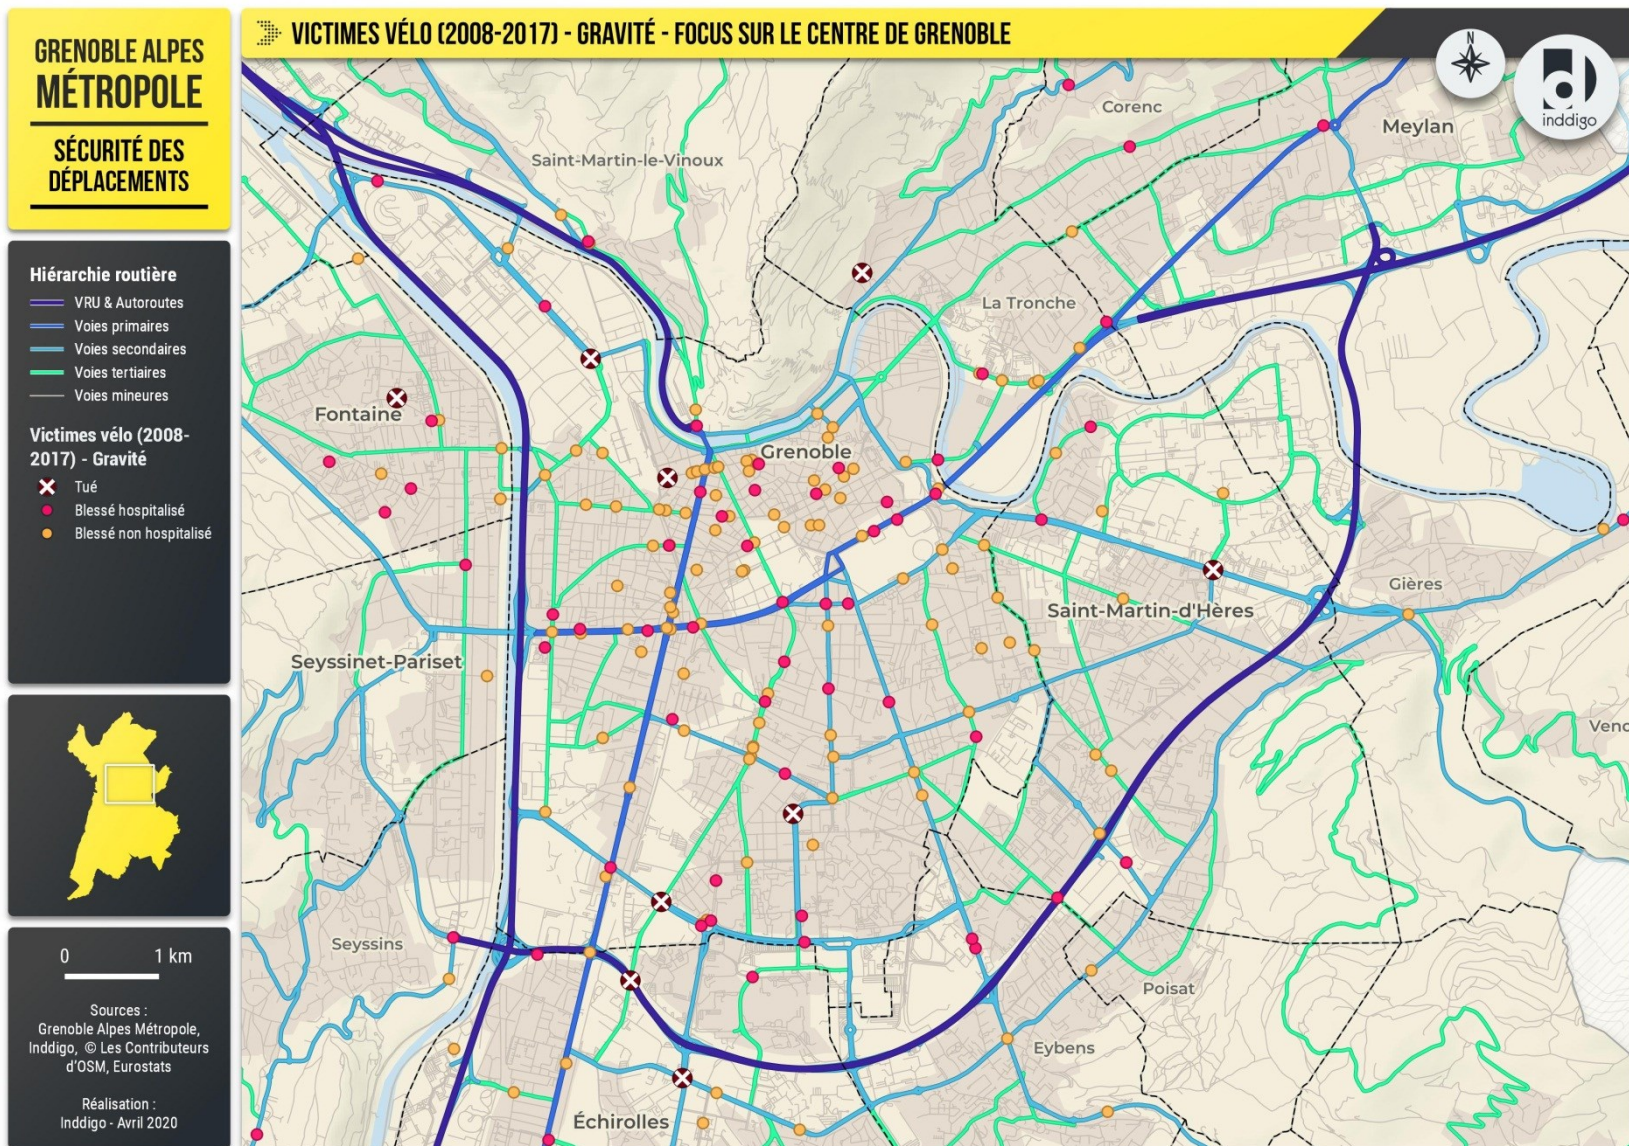 GRENOBLE ALPES
MÉTROPOLE
SÉCURITÉ DES
DÉPLACEMENTS
VICTIMES VÉLO (2008-2017) - GRAVITÉ - FOCUS SUR LE CENTRE DE GRENOBLE
N
inddigo
Hiérarchie routière
VRU & Autoroutes
Voies primaires
Voies secondaires
Voies tertiaires
Voies mineures
Victimes vélo (2008-
2017) - Gravité
Tué
Blessé hospitalisé
Blessé non hospitalisé
0 1 km
Sources :
Grenoble Alpes Métropole,
Inddigo, © Les Contributeurs
d'OSM, Eurostats
Réalisation :
Inddigo - Avril 2020
Corenc
Meylan
Saint-Martin-le-Vinoux
La Tronche
Fontaine
Grenoble
Gières
Saint-Martin-d'Hères
Seyssinet-Pariset
Venc
Seyssins
Poisat
Eybens
Échirolles